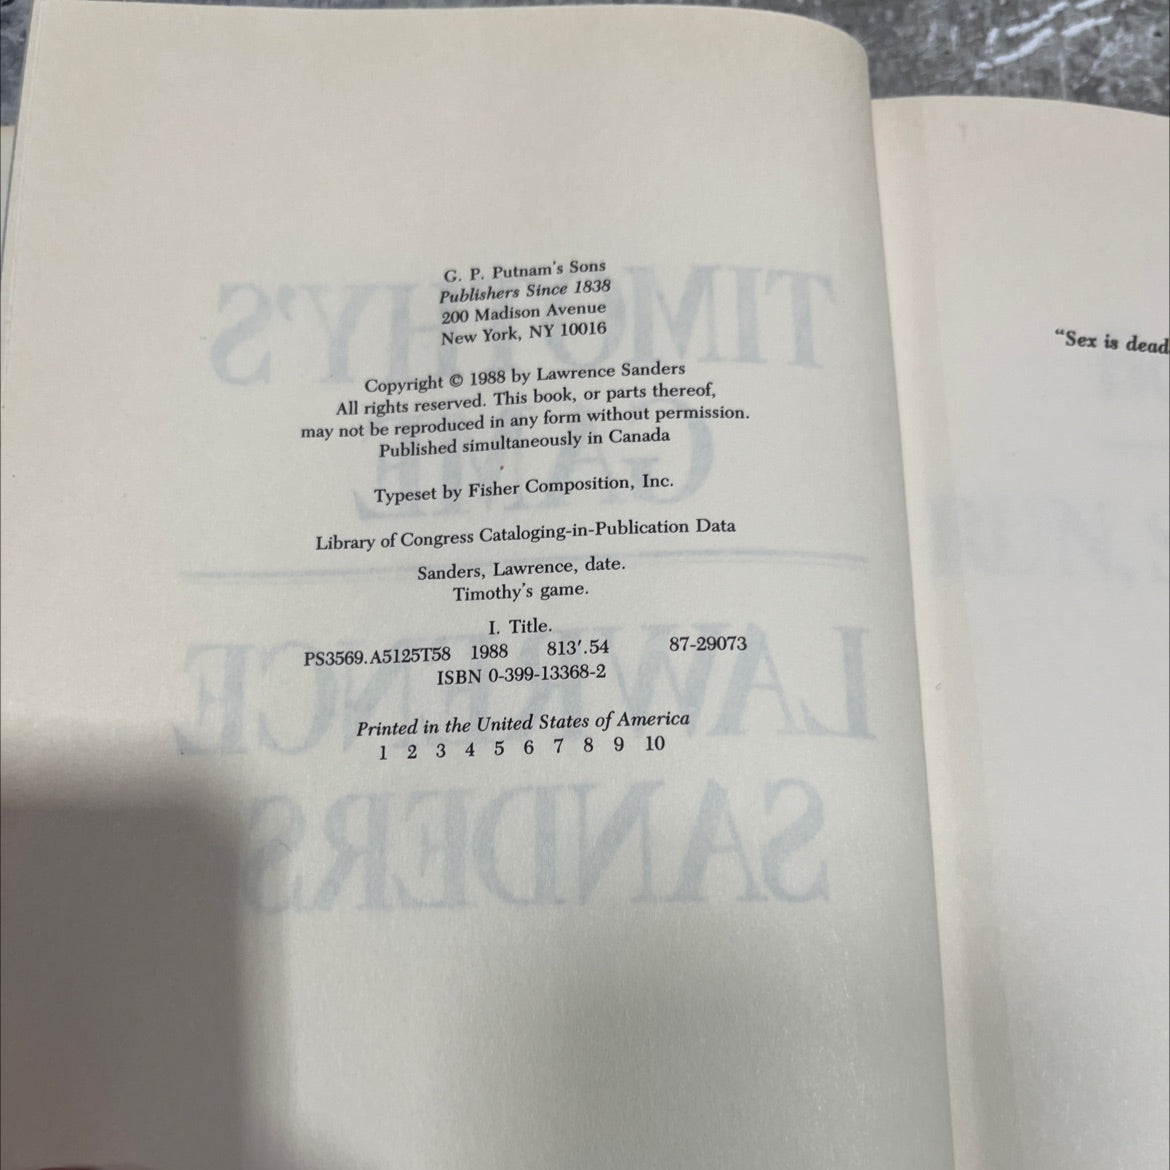 G. P. Putnam's Sons
Publishers Since 1838
200 Madison Avenue
New York, NY 10016
Copyright © 1988 by Lawrence Sanders
All rights reserved. This book, or parts thereof,
may not be reproduced in any form without permission.
Published simultaneously in Canada
Typeset by Fisher Composition, Inc.
Library of Congress Cataloging-in-Publication Data
Sanders, Lawrence, date.
Timothy's game.
I. Title.
PS3569.A5125T58 1988 813′.54 87-29073
ISBN 0-399-13368-2
Printed in the United States of America
1 2 3 4 5 6 7 8 9 10
TIMOTHY'S
GAME
LAWRENCE
SANDERS
"Sex is dead